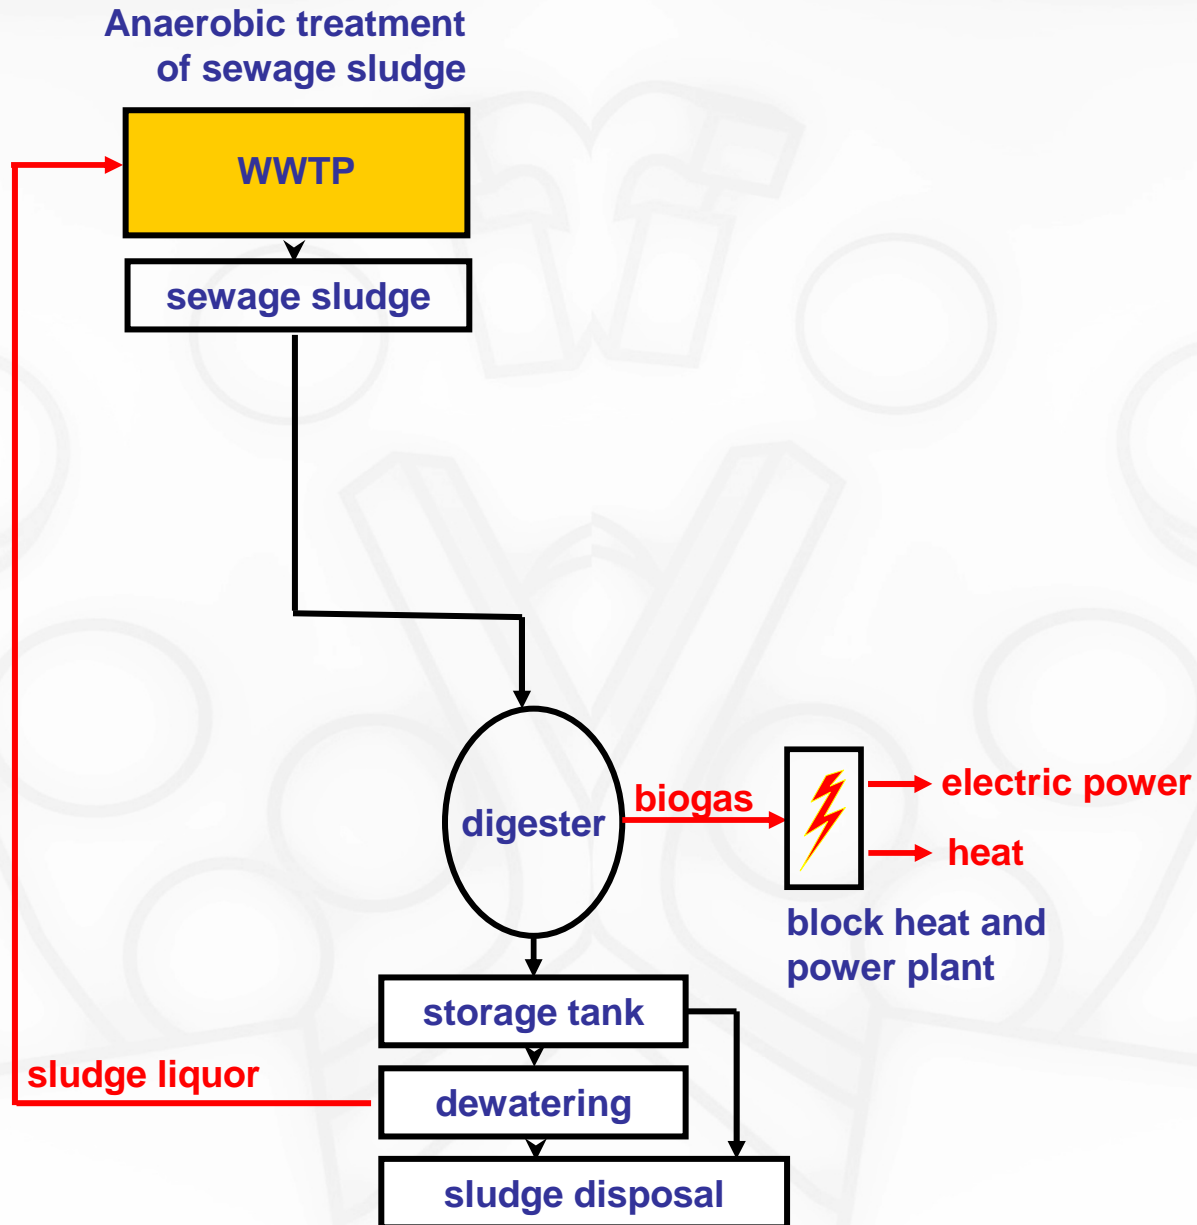 Anaerobic treatment
of sewage sludge
WWTP
sewage sludge
biogas
electric power
digester
heat
block heat and
power plant
storage tank
sludge liquor
dewatering
sludge disposal